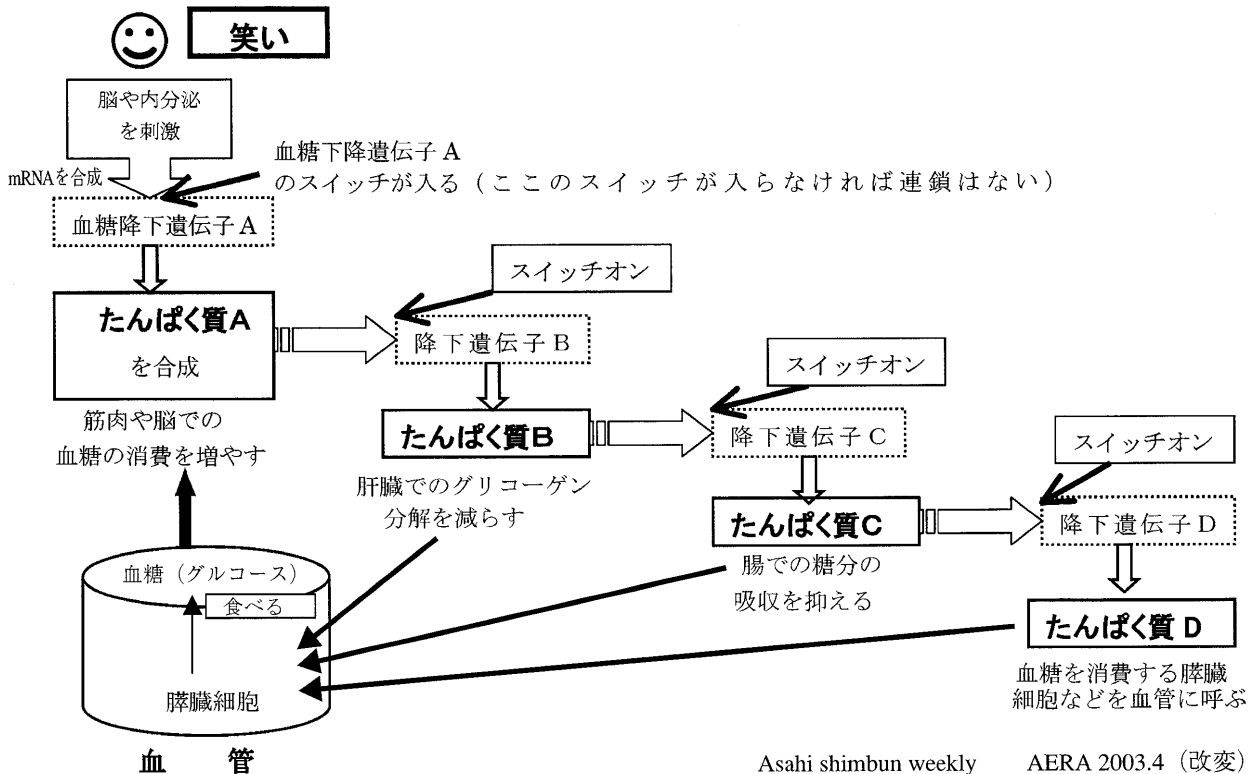 笑い
脳や内分泌
を刺激
mRNAを合成
血糖下降遺伝子A
のスイッチが入る（ここのスイッチが入らなければ連鎖はない）
血糖降下遺伝子A
たんぱく質A
を合成
筋肉や脳での
血糖の消費を増やす
スイッチオン
降下遺伝子B
たんぱく質B
肝臓でのグリコーゲン
分解を減らす
スイッチオン
降下遺伝子C
たんぱく質C
腸での糖分の
吸収を抑える
スイッチオン
降下遺伝子D
たんぱく質D
血糖を消費する膵臓
細胞などを血管に呼ぶ
血糖（グルコース）
食べる
膵臓細胞
血管
Asahi shimbun weekly AERA 2003.4（改変）